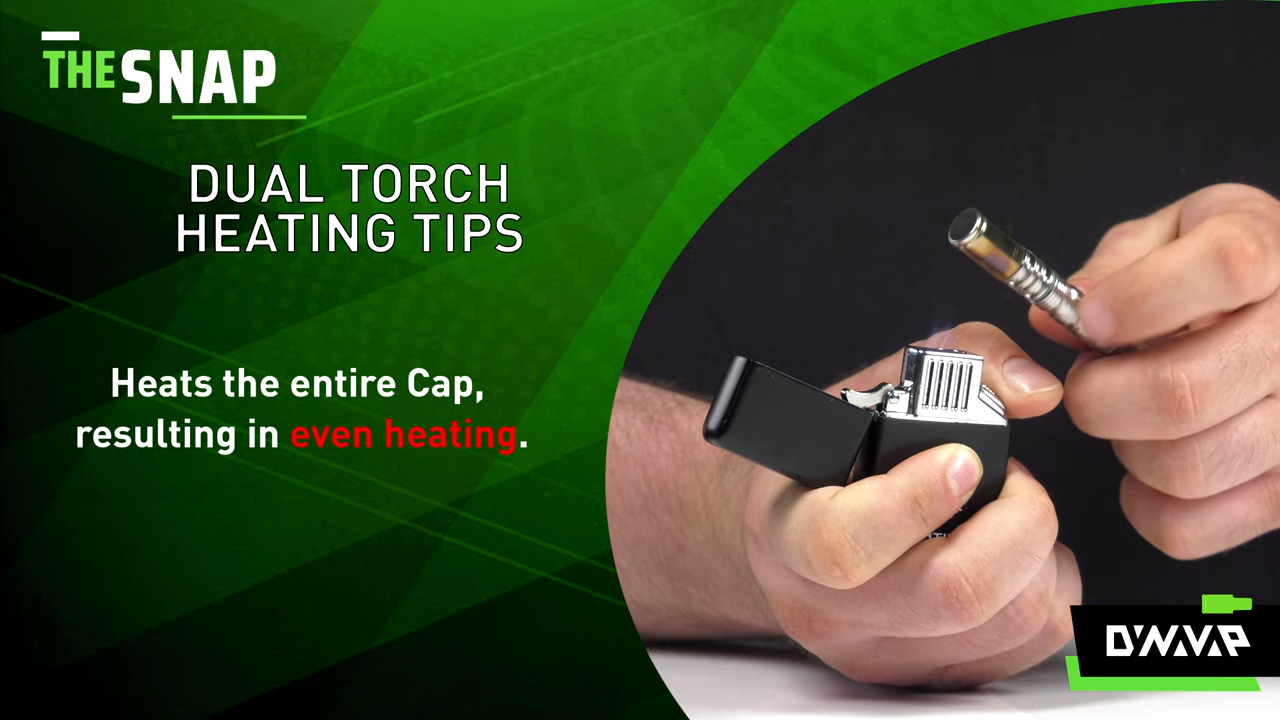 THE SNAP
DUAL TORCH
HEATING TIPS
Heats the entire Cap,
resulting in even heating.
DYNAVAP